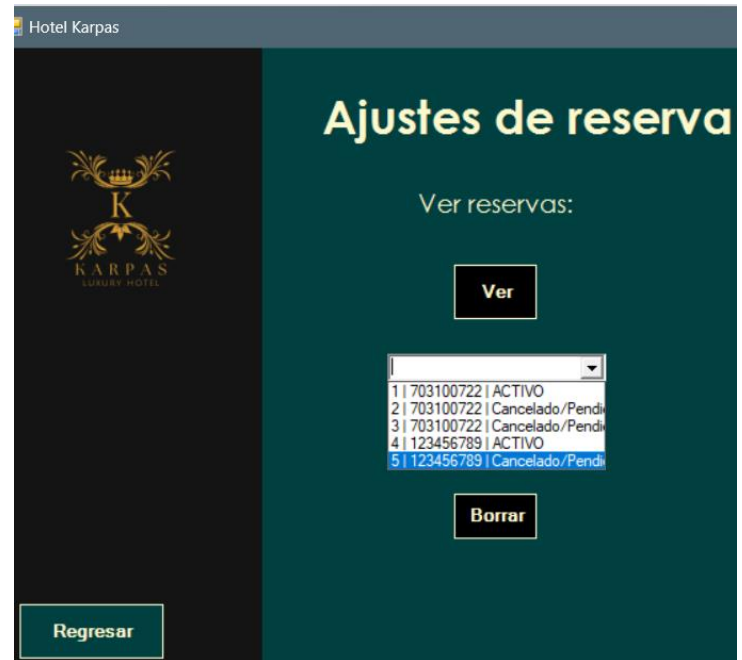 Hotel Karpas
Ajustes de reserva
K
KARPAS
LUXURY HOTEL
Ver reservas:
Ver
1 | 703100722 | ACTIVO
2 | 703100722 | Cancelado/Pendi
3 | 703100722 | Cancelado/Pendi
4 | 123456789 | ACTIVO
5 | 123456789 | Cancelado/Pendi
Borrar
Regresar